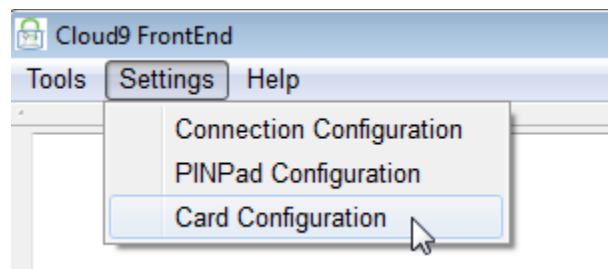 Cloud9 FrontEnd
Tools Settings Help
Connection Configuration
PINPad Configuration
Card Configuration